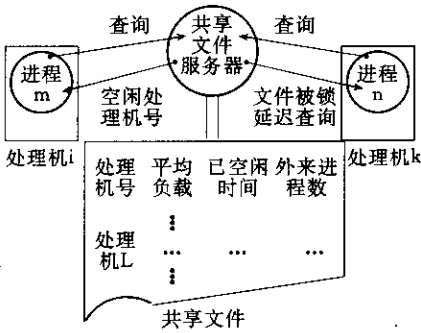 查询
共享
文件
服务器
查询
进程
m
进程
n
空闲处
理机号
文件被锁
延迟查询
处理机i
处理机k
处理 平均 已空闲 外来进
机号 负载 时间 程数
处理
机L ... ... ...
共享文件